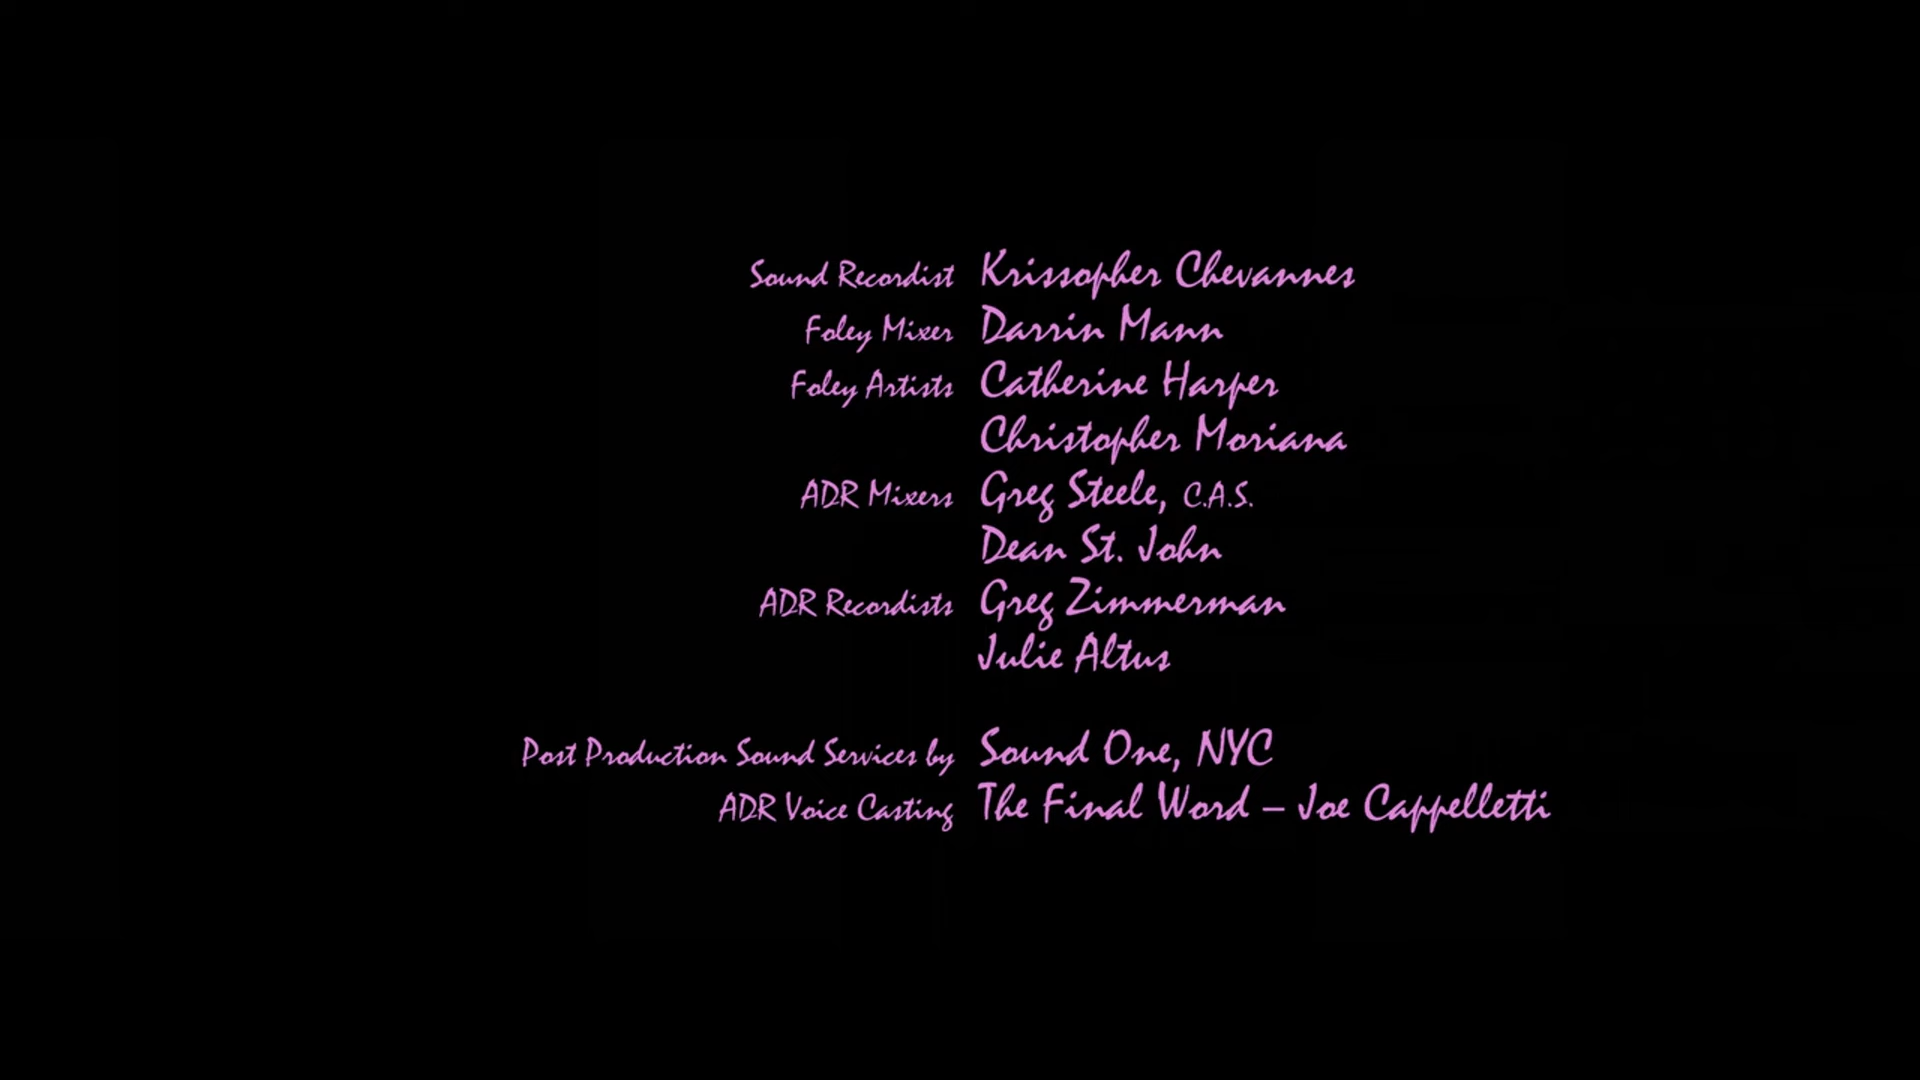 Sound Recordist Krissopher Chevannes
Foley Mixer Darrin Mann
Foley Artists Catherine Harper
Christopher Moriana
ADR Mixers Greg Steele, C.A.S.
Dean St. John
ADR Recordists Greg Zimmerman
Julie Altus
Post Production Sound Services by Sound One, NYC
ADR Voice Casting The Final Word – Joe Cappelletti